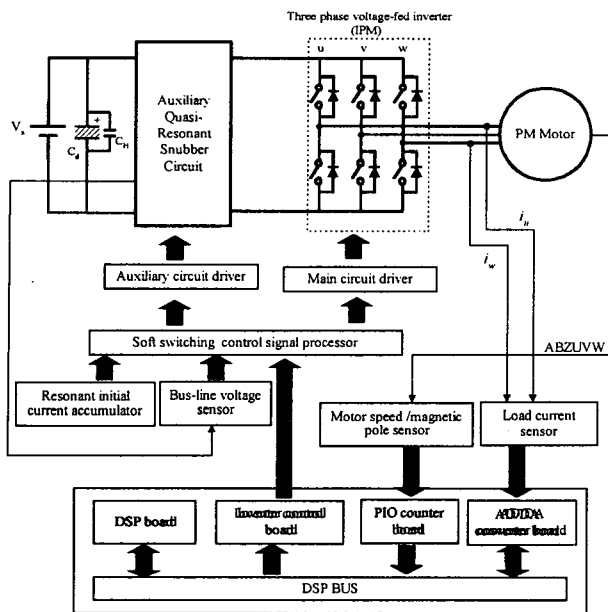 Three phase voltage-fed inverter
(IPM)
u v w
Auxiliary
Quasi-
Resonant
Snubber
Circuit
Vs
+
Cd
CH
PM Motor
iu
iw
Auxiliary circuit driver
Main circuit driver
Soft switching control signal processor
ABZUVW
Resonant initial
current accumulator
Bus-line voltage
sensor
Motor speed /magnetic
pole sensor
Load current
sensor
DSP board
Inverter control
board
PIO counter
board
AD/DA
converter board
DSP BUS